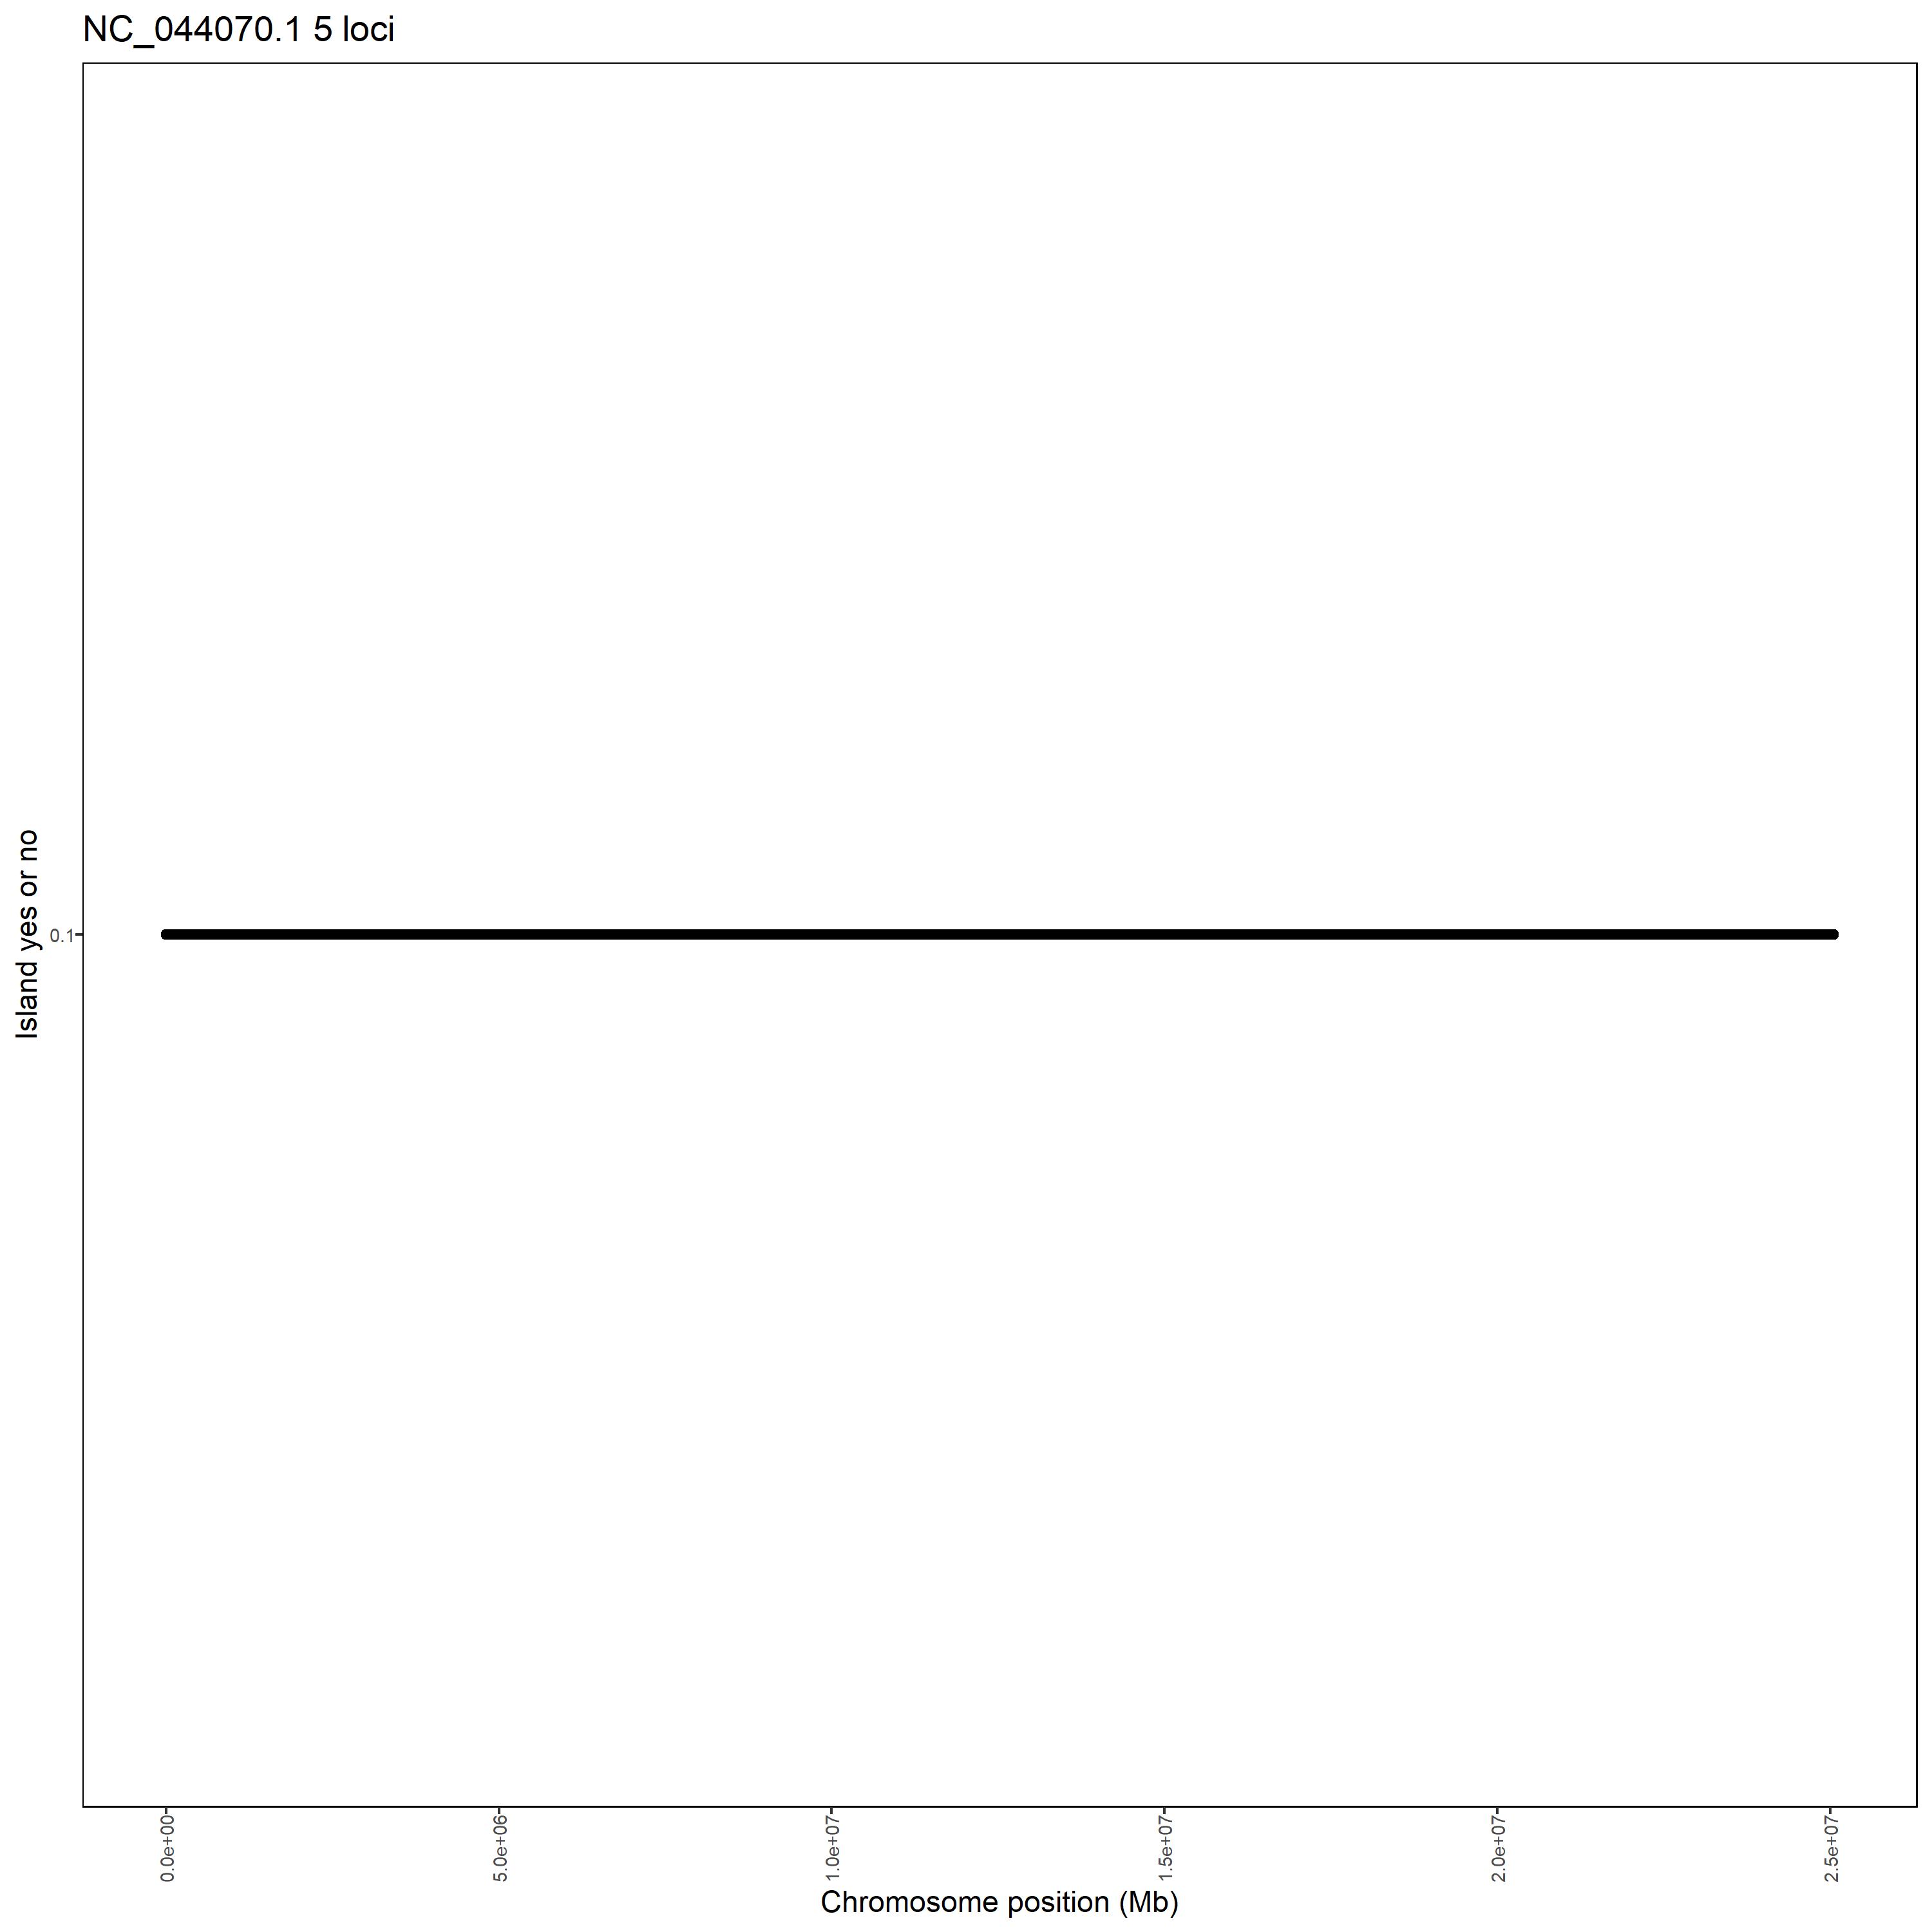 NC_044070.1 5 loci
Island yes or no
0.1
0.0e+00
5.0e+06
1.0e+07
1.5e+07
2.0e+07
2.5e+07
Chromosome position (Mb)